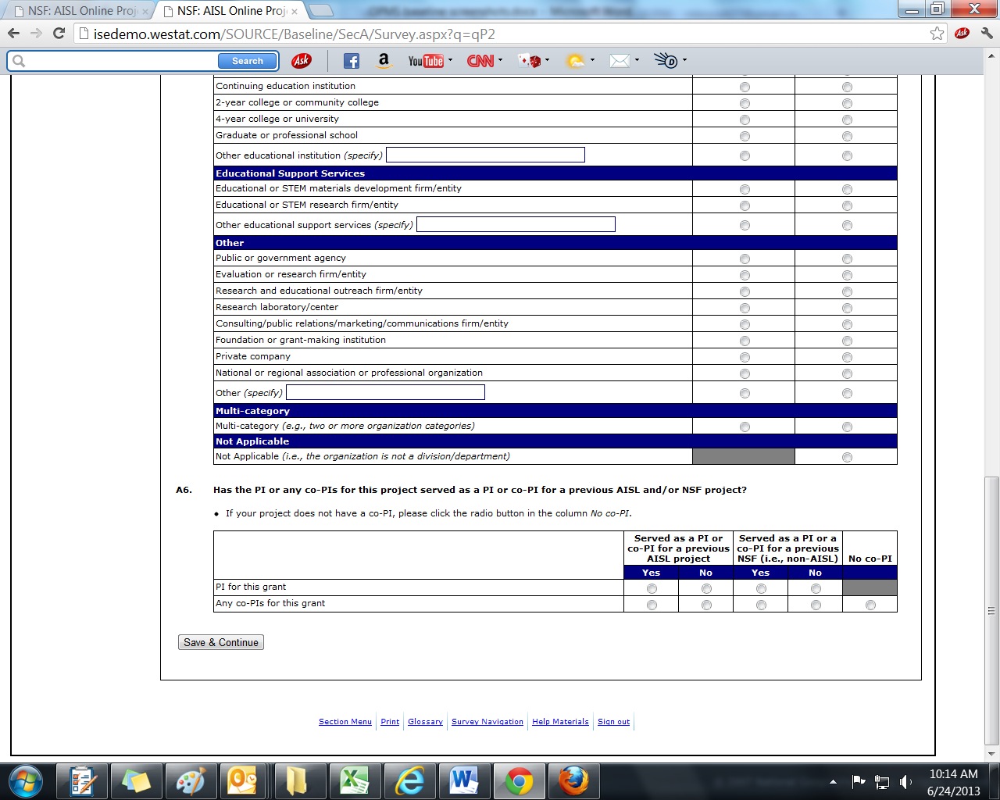 NSF: AISL Online Proj
NSF: AISL Online Proj
isedemo.westat.com/SOURCE/Baseline/SecA/Survey.aspx?q=qP2
Ask
Search
Ask
a
YouTube
CNN
Continuing education institution
2-year college or community college
4-year college or university
Graduate or professional school
Other educational institution (specify)
Educational Support Services
Educational or STEM materials development firm/entity
Educational or STEM research firm/entity
Other educational support services (specify)
Other
Public or government agency
Evaluation or research firm/entity
Research and educational outreach firm/entity
Research laboratory/center
Consulting/public relations/marketing/communications firm/entity
Foundation or grant-making institution
Private company
National or regional association or professional organization
Other (specify)
Multi-category
Multi-category (e.g., two or more organization categories)
Not Applicable
Not Applicable (i.e., the organization is not a division/department)
A6. Has the PI or any co-PIs for this project served as a PI or co-PI for a previous AISL and/or NSF project?
• If your project does not have a co-PI, please click the radio button in the column No co-PI.
Served as a PI or co-PI for a previous AISL project
Served as a PI or a co-PI for a previous NSF (i.e., non-AISL)
No co-PI
Yes No Yes No
PI for this grant
Any co-PIs for this grant
Save & Continue
Section Menu Print Glossary Survey Navigation Help Materials Sign out
10:14 AM
6/24/2013